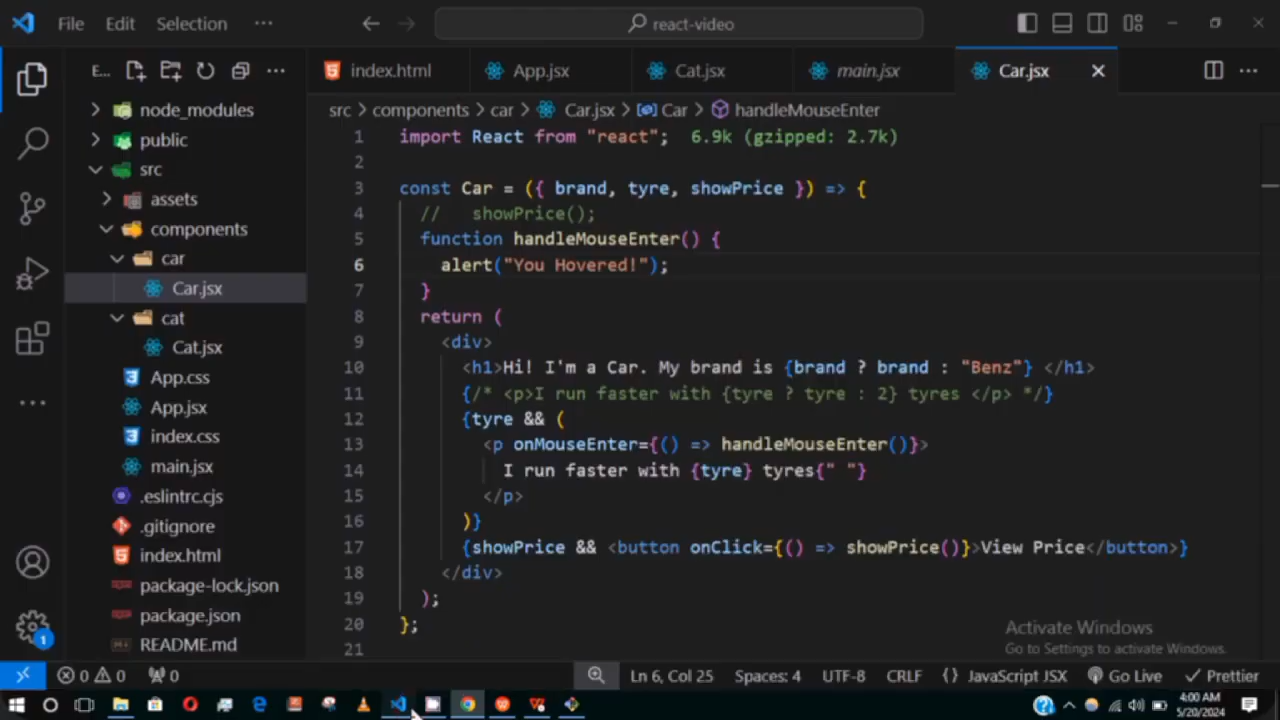 File Edit Selection ··· react-video
E... ··· index.html App.jsx Cat.jsx main.jsx Car.jsx
src > components > car > Car.jsx > Car > handleMouseEnter
node_modules
public
src
assets
components
car
Car.jsx
cat
Cat.jsx
App.css
App.jsx
index.css
main.jsx
.eslintrc.cjs
.gitignore
index.html
package-lock.json
package.json
README.md
1
1 import React from "react"; 6.9k (gzipped: 2.7k)
2
3 const Car = ({ brand, tyre, showPrice }) => {
4 // showPrice();
5 function handleMouseEnter() {
6 alert("You Hovered!");
7 }
8 return (
9 <div>
10 <h1>Hi! I'm a Car. My brand is {brand ? brand : "Benz"} </h1>
11 {/* <p>I run faster with {tyre ? tyre : 2} tyres </p> */}
12 {tyre && (
13 <p onMouseEnter={() => handleMouseEnter()}>
14 I run faster with {tyre} tyres{" "}
15 </p>
16 )}
17 {showPrice && <button onClick={() => showPrice()}>View Price</button>}
18 </div>
19 );
20 };
21
Activate Windows
Go to Settings to activate Windows.
0 0 0 Ln 6, Col 25 Spaces: 4 UTF-8 CRLF {} JavaScript JSX Go Live Prettier
4:00 AM
5/20/2024